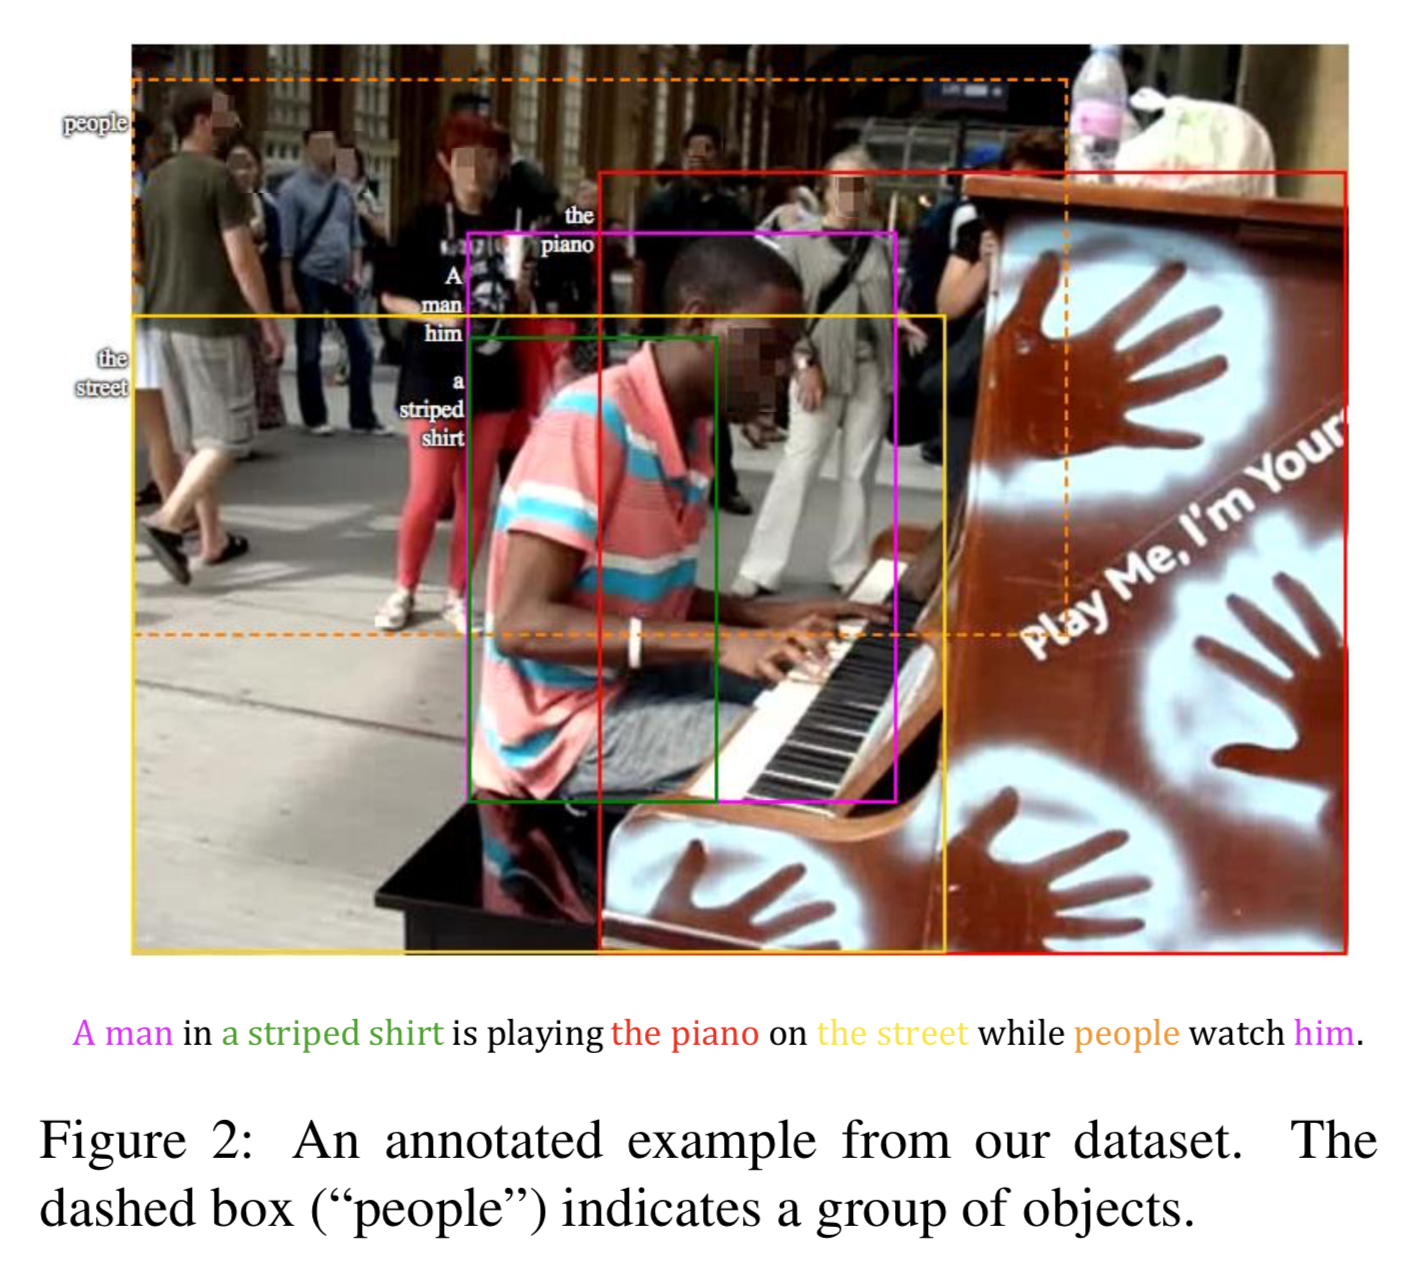 people
the
piano
A
man
him
the
street
a
striped
shirt
Play Me, I'm Your
A man in a striped shirt is playing the piano on the street while people watch him.
Figure 2: An annotated example from our dataset. The
dashed box (“people”) indicates a group of objects.